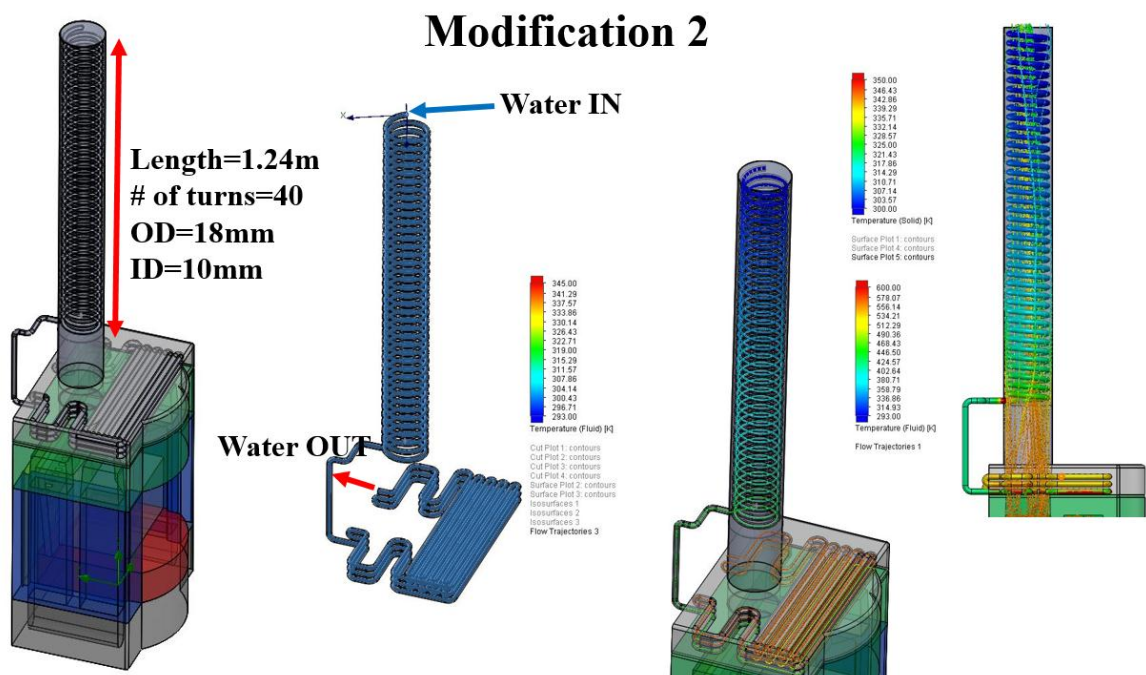 Modification 2
Length=1.24m
# of turns=40
OD=18mm
ID=10mm
X
Water IN
Water OUT
345.00
341.29
337.57
333.86
330.14
326.43
322.71
319.00
315.29
311.57
307.86
304.14
300.43
296.71
293.00
Temperature (Fluid) [K]
Cut Plot 1: contours
Cut Plot 2: contours
Cut Plot 3: contours
Cut Plot 4: contours
Surface Plot 2: contours
Surface Plot 3: contours
Isosurfaces 1
Isosurfaces 2
Isosurfaces 3
Flow Trajectories 3
350.00
346.43
342.86
339.29
335.71
332.14
328.57
325.00
321.43
317.86
314.29
310.71
307.14
303.57
300.00
Temperature (Solid) [K]
Surface Plot 1: contours
Surface Plot 4: contours
Surface Plot 5: contours
600.00
578.07
556.14
534.21
512.29
490.36
468.43
446.50
424.57
402.64
380.71
358.79
336.86
314.93
293.00
Temperature (Fluid) [K]
Flow Trajectories 1